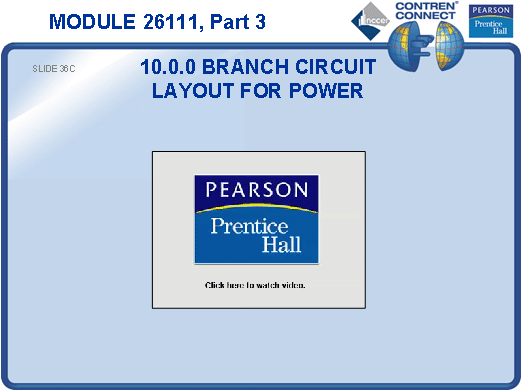 MODULE 26111, Part 3
nccer
CONTREN®
CONNECT
PEARSON
Prentice
Hall
SLIDE 36C
10.0.0 BRANCH CIRCUIT
LAYOUT FOR POWER
PEARSON
Prentice
Hall
Click here to watch video.